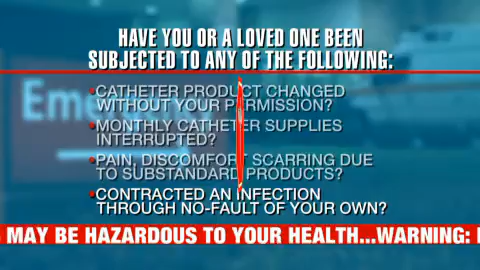 HAVE YOU OR A LOVED ONE BEEN
SUBJECTED TO ANY OF THE FOLLOWING:
•CATHETER PRODUCT CHANGED
WITHOUT YOUR PERMISSION?
•MONTHLY CATHETER SUPPLIES
INTERRUPTED?
•PAIN, DISCOMFORT SCARRING DUE
TO SUBSTANDARD PRODUCTS?
•CONTRACTED AN INFECTION
THROUGH NO-FAULT OF YOUR OWN?
MAY BE HAZARDOUS TO YOUR HEALTH...WARNING: